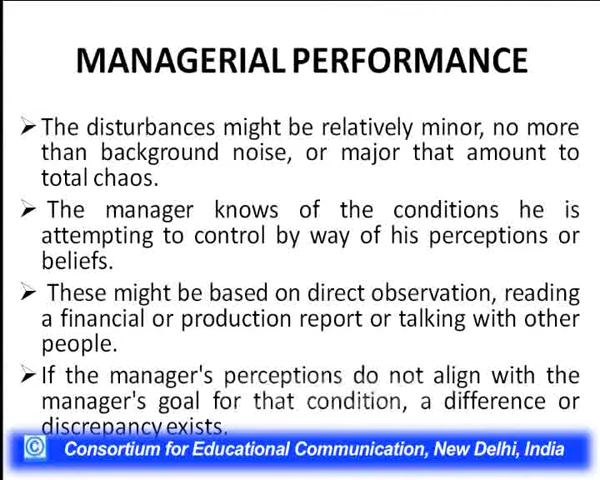 MANAGERIAL PERFORMANCE
The disturbances might be relatively minor, no more
than background noise, or major that amount to
total chaos.
The manager knows of the conditions he is
attempting to control by way of his perceptions or
beliefs.
These might be based on direct observation, reading
a financial or production report or talking with other
people.
If the manager's perceptions do not align with the
manager's goal for that condition, a difference or
discrepancy exists.
© Consortium for Educational Communication, New Delhi, India